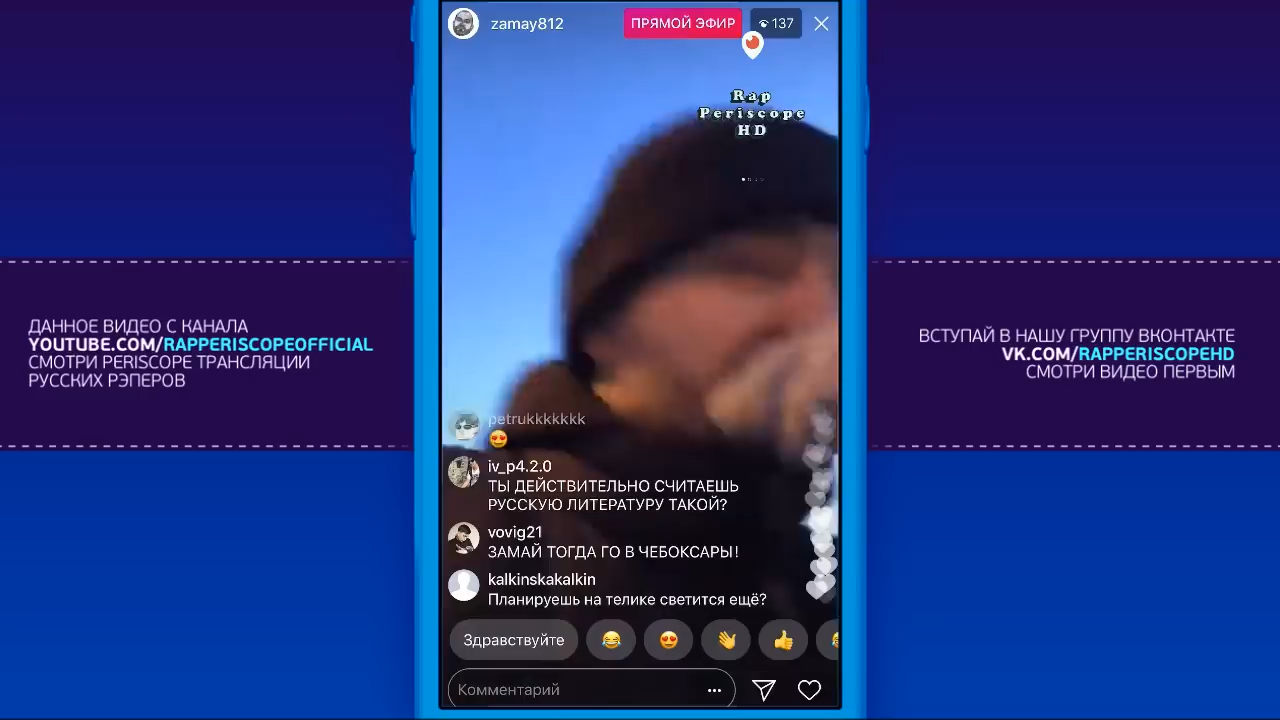 zamay812
ПРЯМОЙ ЭФИР
137
Rap
Periscope
HD
ДАННОЕ ВИДЕО С КАНАЛА
YOUTUBE.COM/RAPPERISCOPEOFFICIAL
СМОТРИ PERISCOPE ТРАНСЛЯЦИИ
РУССКИХ РЭПЕРОВ
ВСТУПАЙ В НАШУ ГРУППУ ВКОНТАКТЕ
VK.COM/RAPPERISCOPEHD
СМОТРИ ВИДЕО ПЕРВЫМ
petrukkkkkkk
😍
iv_p4.2.0
ТЫ ДЕЙСТВИТЕЛЬНО СЧИТАЕШЬ
РУССКУЮ ЛИТЕРАТУРУ ТАКОЙ?
vovig21
ЗАМАЙ ТОГДА ГО В ЧЕБОКСАРЫ!
kalkinskakalkin
Планируешь на телике светится ещё?
Здравствуйте
Комментарий